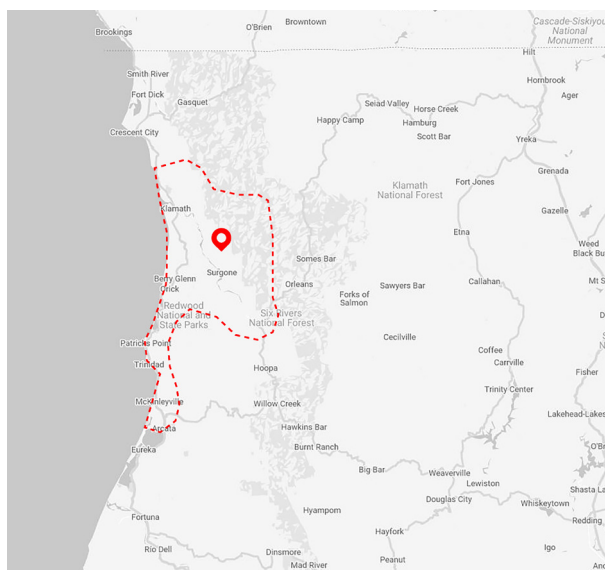 Brookings
O'Brien
Browntown
Cascade-Siskiyou
National
Monument
Hilt
Smith River
Fort Dick
Gasquet
Hornbrook
Ager
Seiad Valley
Horse Creek
Hamburg
Happy Camp
Scott Bar
Crescent City
Yreka
Grenada
Klamath
National Forest
Fort Jones
Klamath
Gazelle
Etna
Weed
Black Bu
Somes Bar
Surgone
Berry Glenn
Orick
Orleans
Sawyers Bar
Callahan
Mt S
Forks of
Salmon
Redwood
National and
State Parks
Six Rivers
National Forest
Cecilville
Patricks Point
Coffee
Trinidad
Carrville
Hoopa
Fisher
Trinity Center
McKinleyville
Willow Creek
Lakehead-Lakes
Arcata
Hawkins Bar
Eureka
Burnt Ranch
Big Bar
Weaverville
Lewiston
Shasta La
Douglas City
Whiskeytown
Hyampom
Fortuna
Redding
Hayfork
Rio Dell
Dinsmore
Igo
Mad River
Peanut